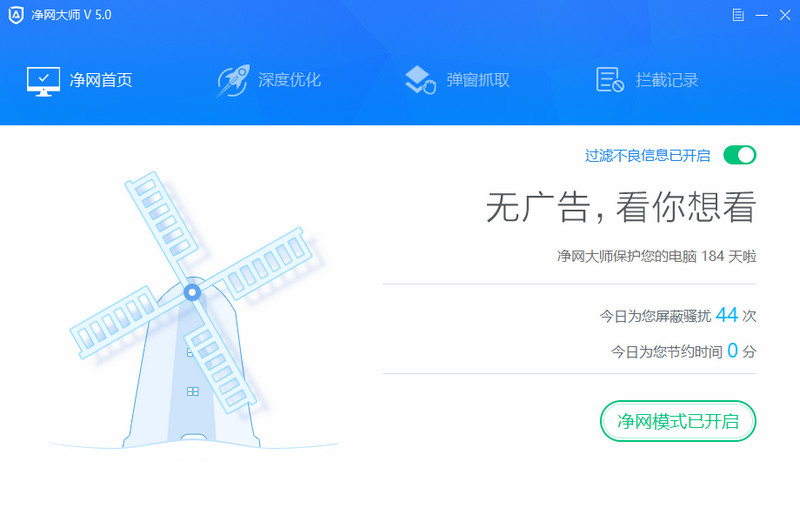 净网大师 V 5.0
净网首页
深度优化
弹窗抓取
拦截记录
过滤不良信息已开启
无广告，看你想看
净网大师保护您的电脑 184 天啦
今日为您屏蔽骚扰 44 次
今日为您节约时间 0 分
净网模式已开启